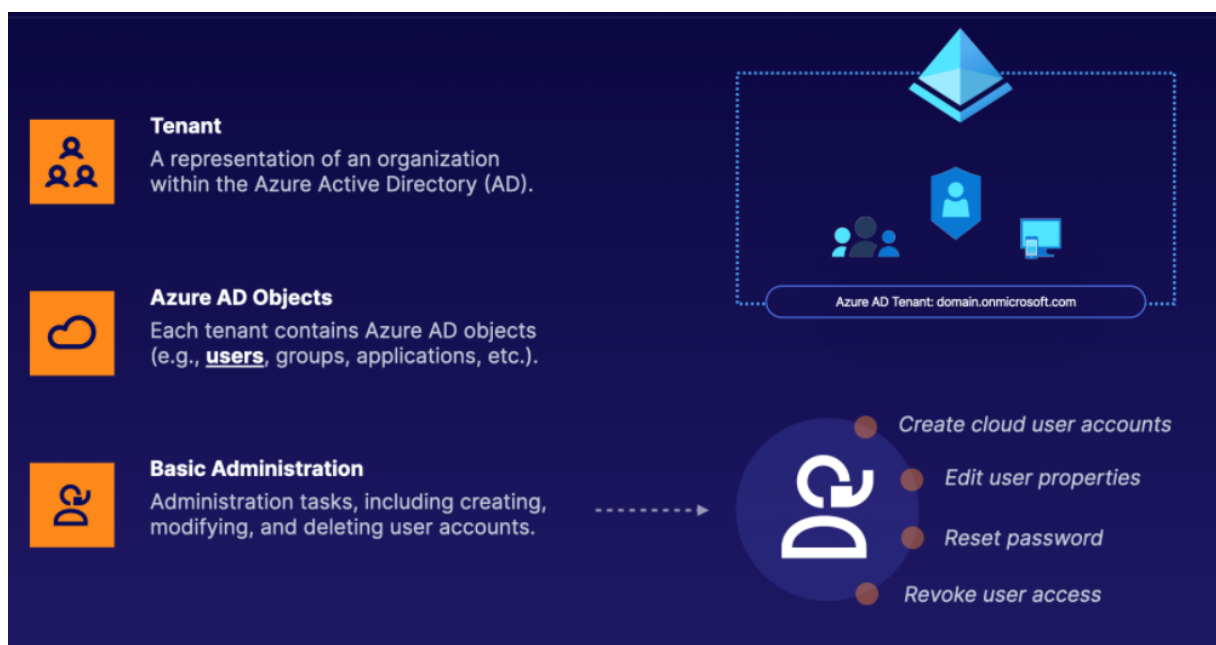 Tenant
A representation of an organization
within the Azure Active Directory (AD).
Azure AD Tenant: domain.onmicrosoft.com
Azure AD Objects
Each tenant contains Azure AD objects
(e.g., users, groups, applications, etc.).
Basic Administration
Administration tasks, including creating,
modifying, and deleting user accounts.
Create cloud user accounts
Edit user properties
Reset password
Revoke user access